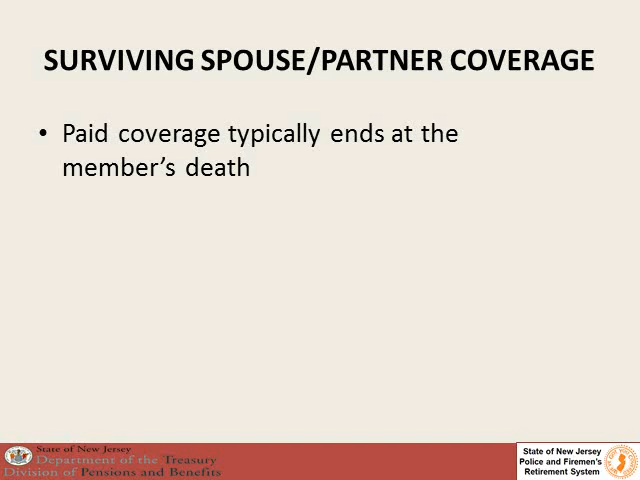 SURVIVING SPOUSE/PARTNER COVERAGE
• Paid coverage typically ends at the
member's death
State of New Jersey
Department of the Treasury
Division of Pensions and Benefits
State of New Jersey
Police and Firemen's
Retirement System